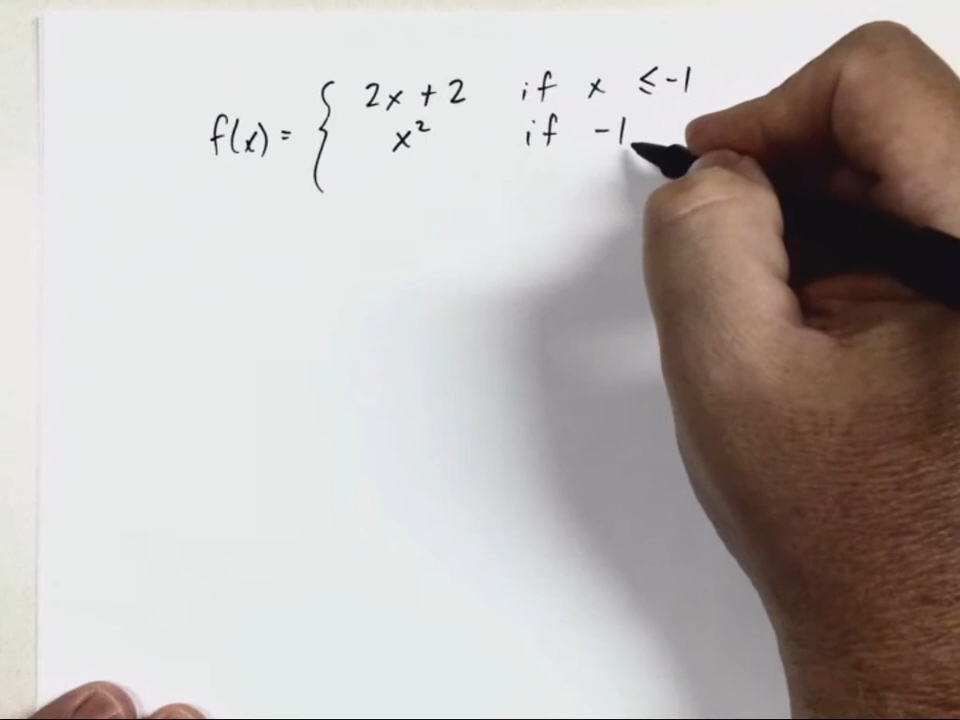 f(x) = { 2x + 2 if x ≤ -1
x² if -1